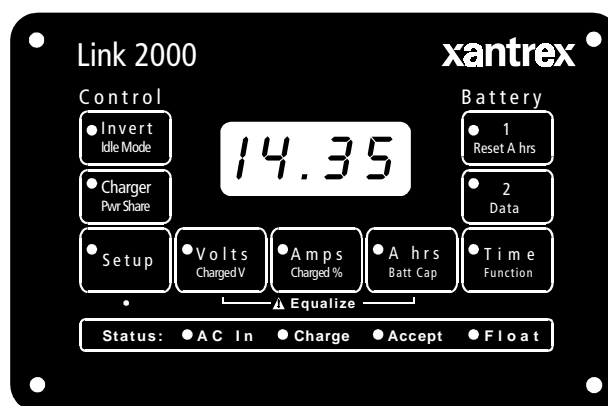 Link 2000
xantrex
Control
Battery
Invert
Idle Mode
14.35
1
Reset A hrs
Charger
Pwr Share
2
Data
Setup
Volts
Charged V
Amps
Charged %
A hrs
Batt Cap
Time
Function
Equalize
Status: AC In Charge Accept Float